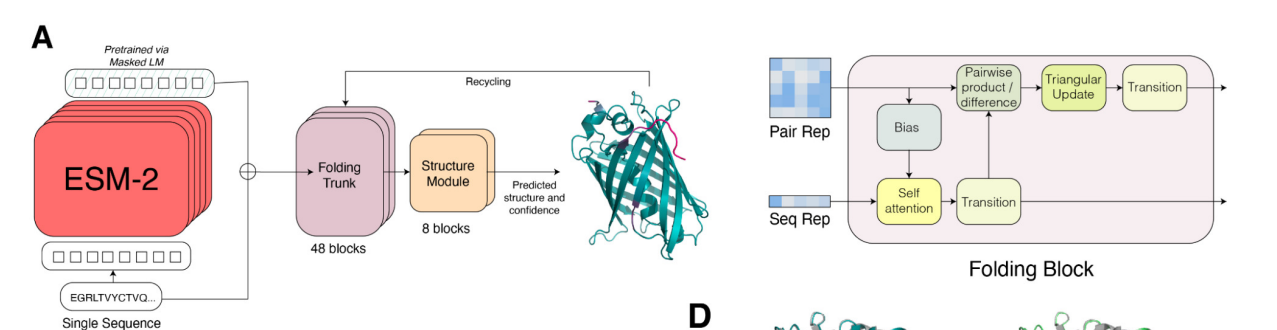 A
Pretrained via
Masked LM
ESM-2
EGRLTVYCTVQ...
Single Sequence
Recycling
Folding
Trunk
48 blocks
Structure
Module
8 blocks
Predicted
structure and
confidence
Pair Rep
Seq Rep
Bias
Self
attention
Pairwise
product /
difference
Transition
Triangular
Update
Transition
Folding Block
D